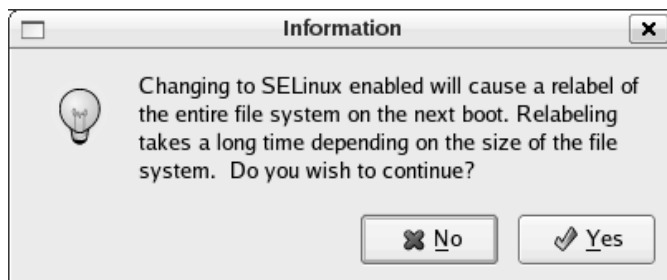 Information
Changing to SELinux enabled will cause a relabel of
the entire file system on the next boot. Relabeling
takes a long time depending on the size of the file
system.  Do you wish to continue?
No
Yes